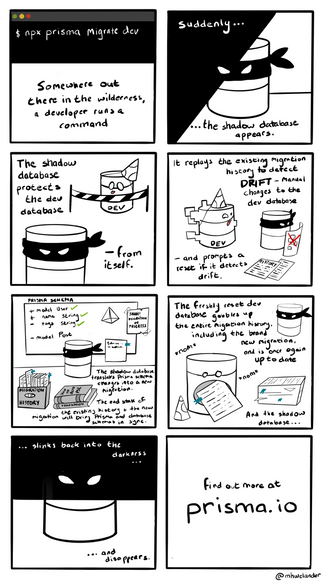 $ npx prisma migrate dev
Somewhere out
there in the wilderness,
a developer runs a
command
Suddenly...
...the shadow database
appears.
The shadow
database
protects
the dev
database
DEV
- from
itself.
It replays the existing migration
history to detect
DRIFT - manual
changes to the
dev database
DEV
HISTORY
- and prompts a
reset if it detects
drift.
PRISMA SCHEMA
- model User
+ name String
+ tags String
- model Post
MIGRATION
HISTORY
The shadow database
translates Prisma schema
changes into a new
migration.
The end state of
the existing history & the new
migration will bring Prisma and database
schemas in sync.
The freshly reset dev
database gobbles up
the entire migration history,
including the brand
new migration,
and is once again
up to date
*nom*
*nom*
And the shadow
database...
... slinks back into the
darkness
...
... and
disappears.
find out more at
prisma.io
@mhwelander